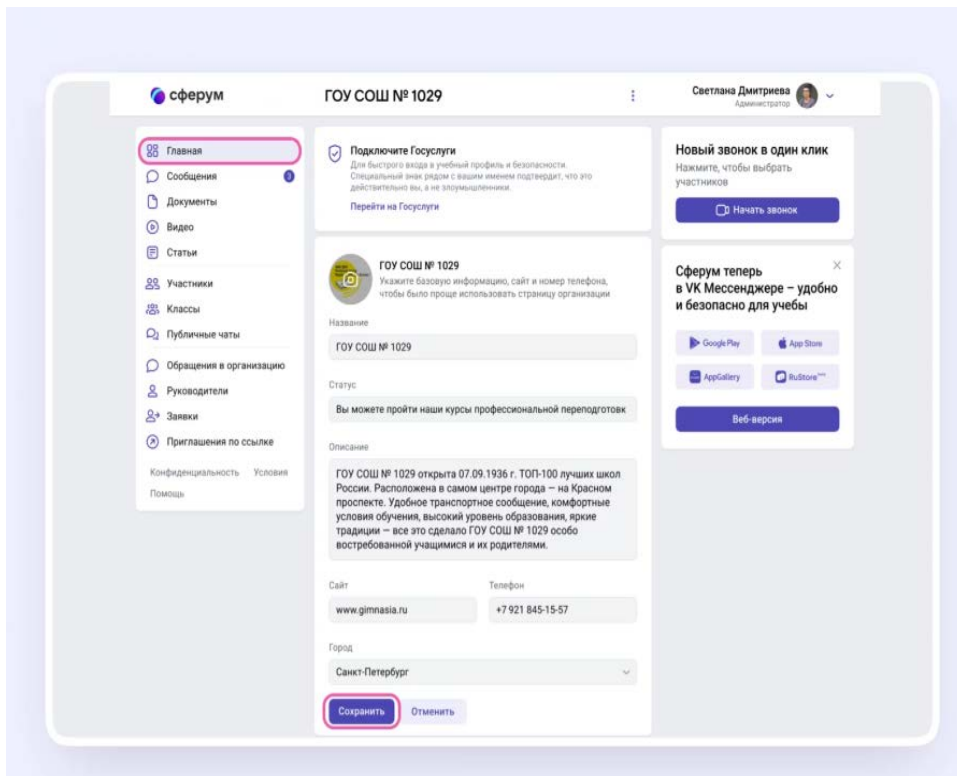 сферум
ГОУ СОШ № 1029
Светлана Дмитриева
Администратор
Главная
Сообщения
3
Документы
Видео
Статьи
Участники
Классы
Публичные чаты
Обращения в организацию
Руководители
Заявки
Приглашения по ссылке
Конфиденциальность Условия
Помощь
Подключите Госуслуги
Для быстрого входа в учебный профиль и безопасности.
Специальный знак рядом с вашим именем подтвердит, что это
действительно вы, а не злоумышленники.
Перейти на Госуслуги
ГОУ СОШ № 1029
Укажите базовую информацию, сайт и номер телефона,
чтобы было проще использовать страницу организации
Название
ГОУ СОШ № 1029
Статус
Вы можете пройти наши курсы профессиональной переподготовк
Описание
ГОУ СОШ № 1029 открыта 07.09.1936 г. ТОП-100 лучших школ
России. Расположена в самом центре города — на Красном
проспекте. Удобное транспортное сообщение, комфортные
условия обучения, высокий уровень образования, яркие
традиции — все это сделало ГОУ СОШ № 1029 особо
востребованной учащимися и их родителями.
Сайт Телефон
www.gimnasia.ru +7 921 845-15-57
Город
Санкт-Петербург
Сохранить Отменить
Новый звонок в один клик
Нажмите, чтобы выбрать
участников
Начать звонок
Сферум теперь
в VK Мессенджере – удобно
и безопасно для учебы
Google Play App Store
AppGallery RuStore
Веб-версия